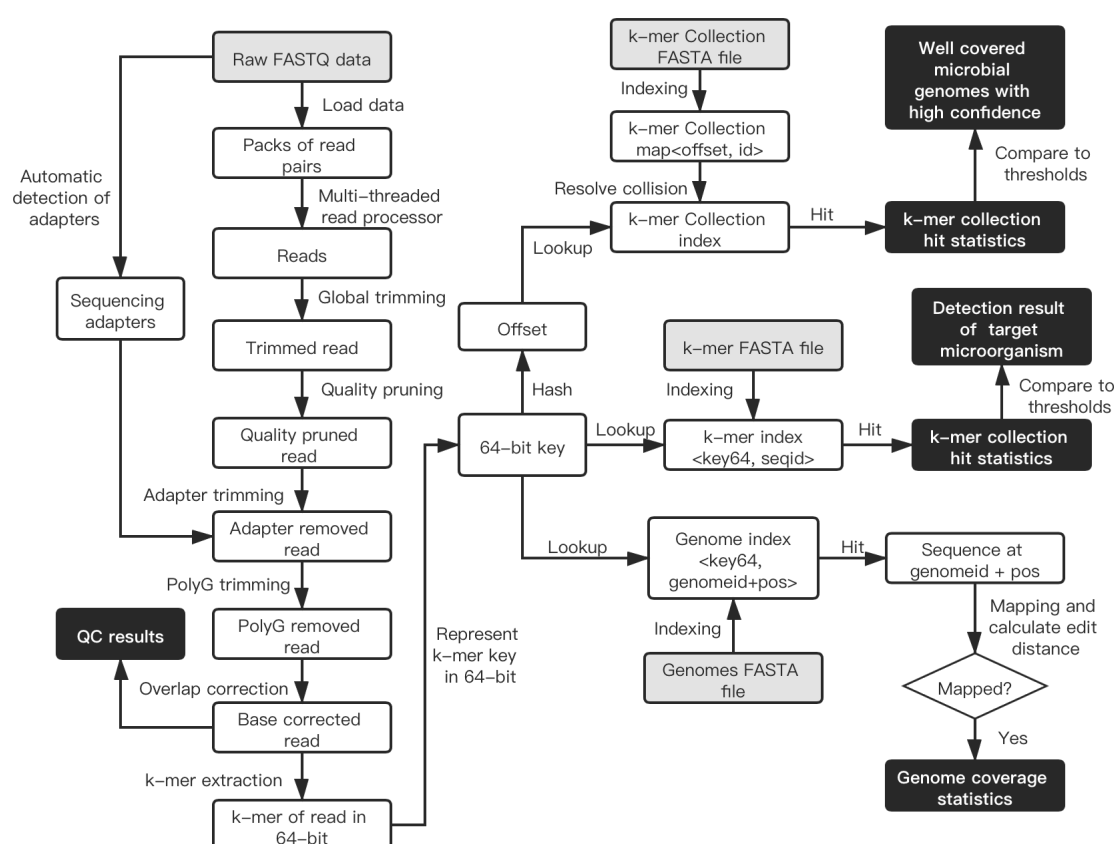 Raw FASTQ data
Load data
Packs of read
pairs
Automatic
detection of
adapters
Multi-threaded
read processor
Reads
Sequencing
adapters
Global trimming
Trimmed read
Quality pruning
Quality pruned
read
Adapter trimming
Adapter removed
read
PolyG trimming
QC results
PolyG removed
read
Overlap correction
Base corrected
read
k-mer extraction
k-mer of read in
64-bit
Represent
k-mer key
in 64-bit
64-bit key
Hash
Offset
Lookup
k-mer Collection
FASTA file
Indexing
k-mer Collection
map<offset, id>
Resolve collision
k-mer Collection
index
Hit
k-mer collection
hit statistics
Compare to
thresholds
Well covered
microbial
genomes with
high confidence
Lookup
k-mer FASTA file
Indexing
k-mer index
<key64, seqid>
Hit
k-mer collection
hit statistics
Compare to
thresholds
Detection result
of target
microorganism
Lookup
Genome index
<key64,
genomeid+pos>
Indexing
Genomes FASTA
file
Hit
Sequence at
genomeid + pos
Mapping and
calculate edit
distance
Mapped?
Yes
Genome coverage
statistics